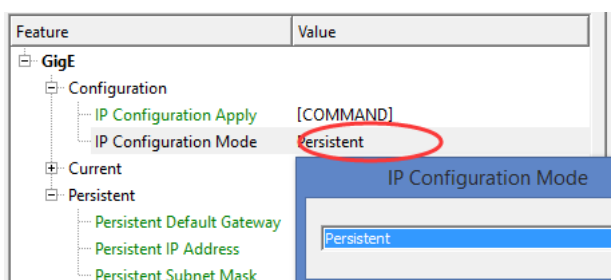 Feature Value
GigE
Configuration
IP Configuration Apply [COMMAND]
IP Configuration Mode Persistent
Current
Persistent
Persistent Default Gateway
Persistent IP Address
Persistent Subnet Mask
IP Configuration Mode
Persistent